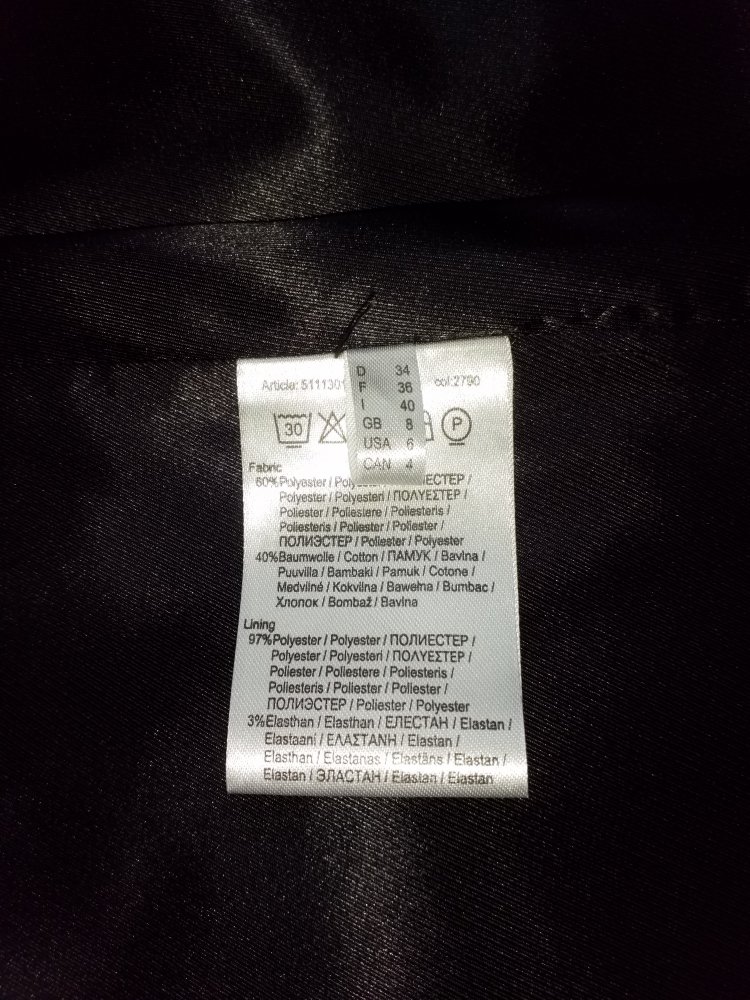 Article: 5111301
col:2790
D 34
F 36
I 40
GB 8
USA 6
CAN 4
30
P
Fabric
60%Polyester / ЕСТЕР /
Polyester / Polyesteri / ΠΟΛΥΕΣΤΕΡ /
Poliester / Poliestere / Poliesteris /
Poliesteris / Poliester / Poliester /
ПОЛИЭСТЕР / Poliester / Polyester
40%Baumwolle / Cotton / ПАМУК / Bavlna /
Puuvilla / Bambaki / Pamuk / Cotone /
Medvilné / Kokvilna / Bawełna / Bumbac /
Хлопок / Bombaž / Bavlna
Lining
97%Polyester / Polyester / ПОЛИЕСТЕР /
Polyester / Polyesteri / ΠΟΛΥΕΣΤΕΡ /
Poliester / Poliestere / Poliesteris /
Poliesteris / Poliester / Poliester /
ПОЛИЭСТЕР / Poliester / Polyester
3%Elasthan / Elasthan / ЕЛЕСТАН / Elastan /
Elastaani / ΕΛΑΣΤΑΝΗ / Elastan /
Elasthan / Elastanas / Elastāns / Elastan /
Elastan / ЭЛАСТАН / Elastan / Elastan